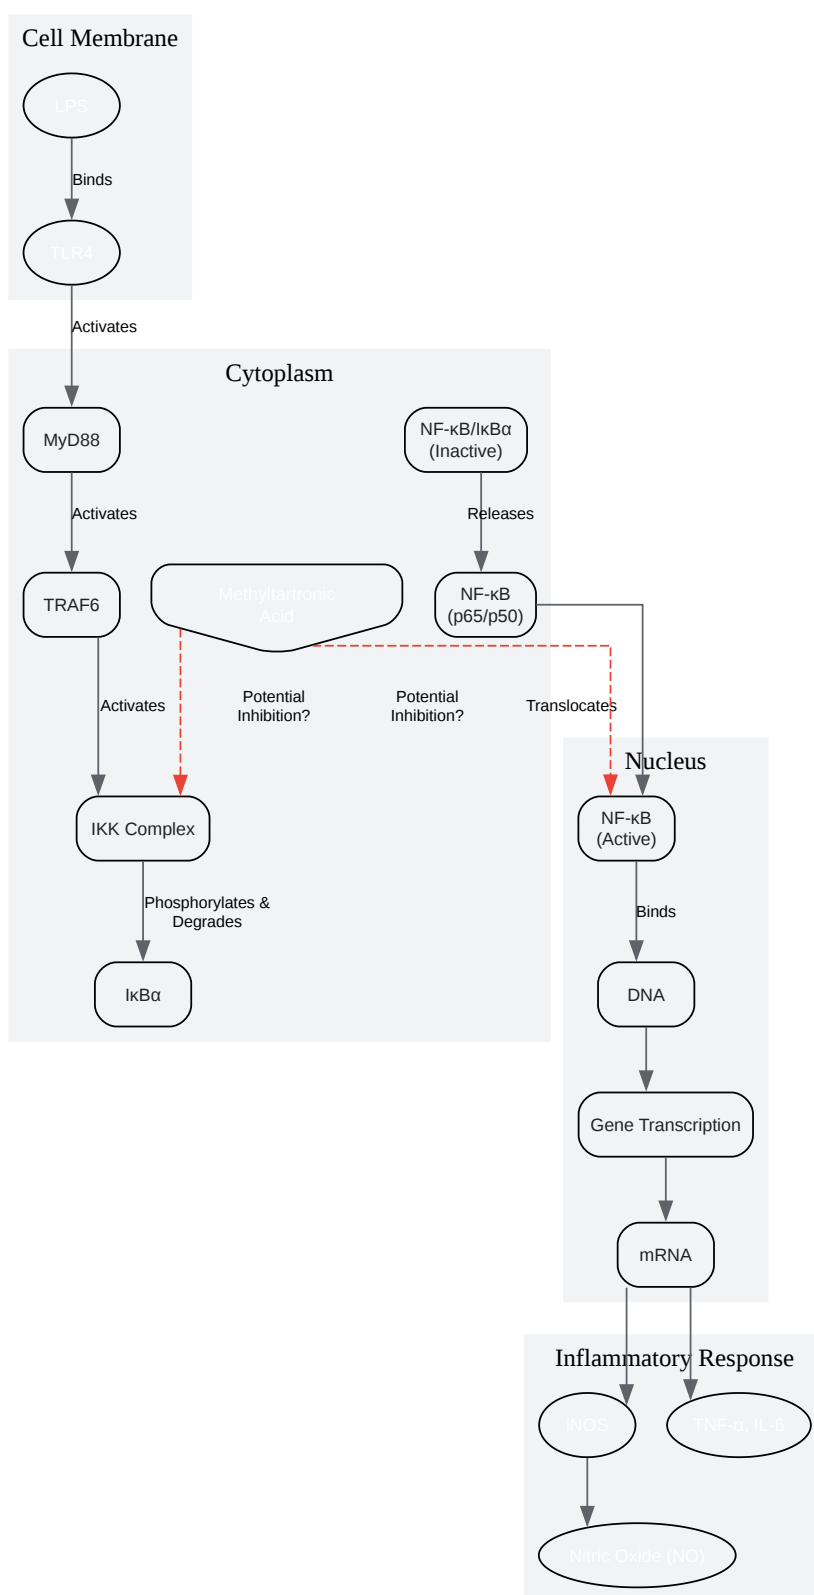 Cell Membrane
LPS
Binds
TLR4
Activates
Cytoplasm
MyD88
NF-κB/IκBα
(Inactive)
Activates
Releases
TRAF6
Methyltartronic
Acid
NF-κB
(p65/p50)
Activates
Potential
Inhibition?
Potential
Inhibition?
Translocates
Nucleus
IKK Complex
NF-κB
(Active)
Phosphorylates &
Degrades
Binds
IκBα
DNA
Gene Transcription
mRNA
Inflammatory Response
iNOS
TNF-α, IL-6
Nitric Oxide (NO)